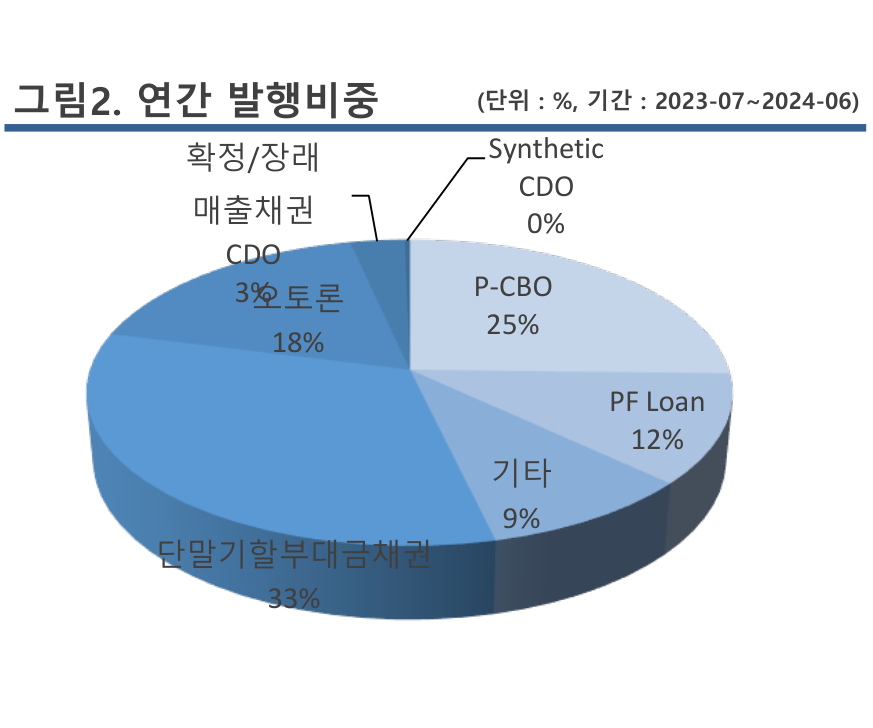 그림2. 연간 발행비중
(단위 : %, 기간 : 2023-07~2024-06)
확정/장래
매출채권
CDO
3%
Synthetic
CDO
0%
P-CBO
25%
오토론
18%
PF Loan
12%
기타
9%
단말기할부대금채권
33%